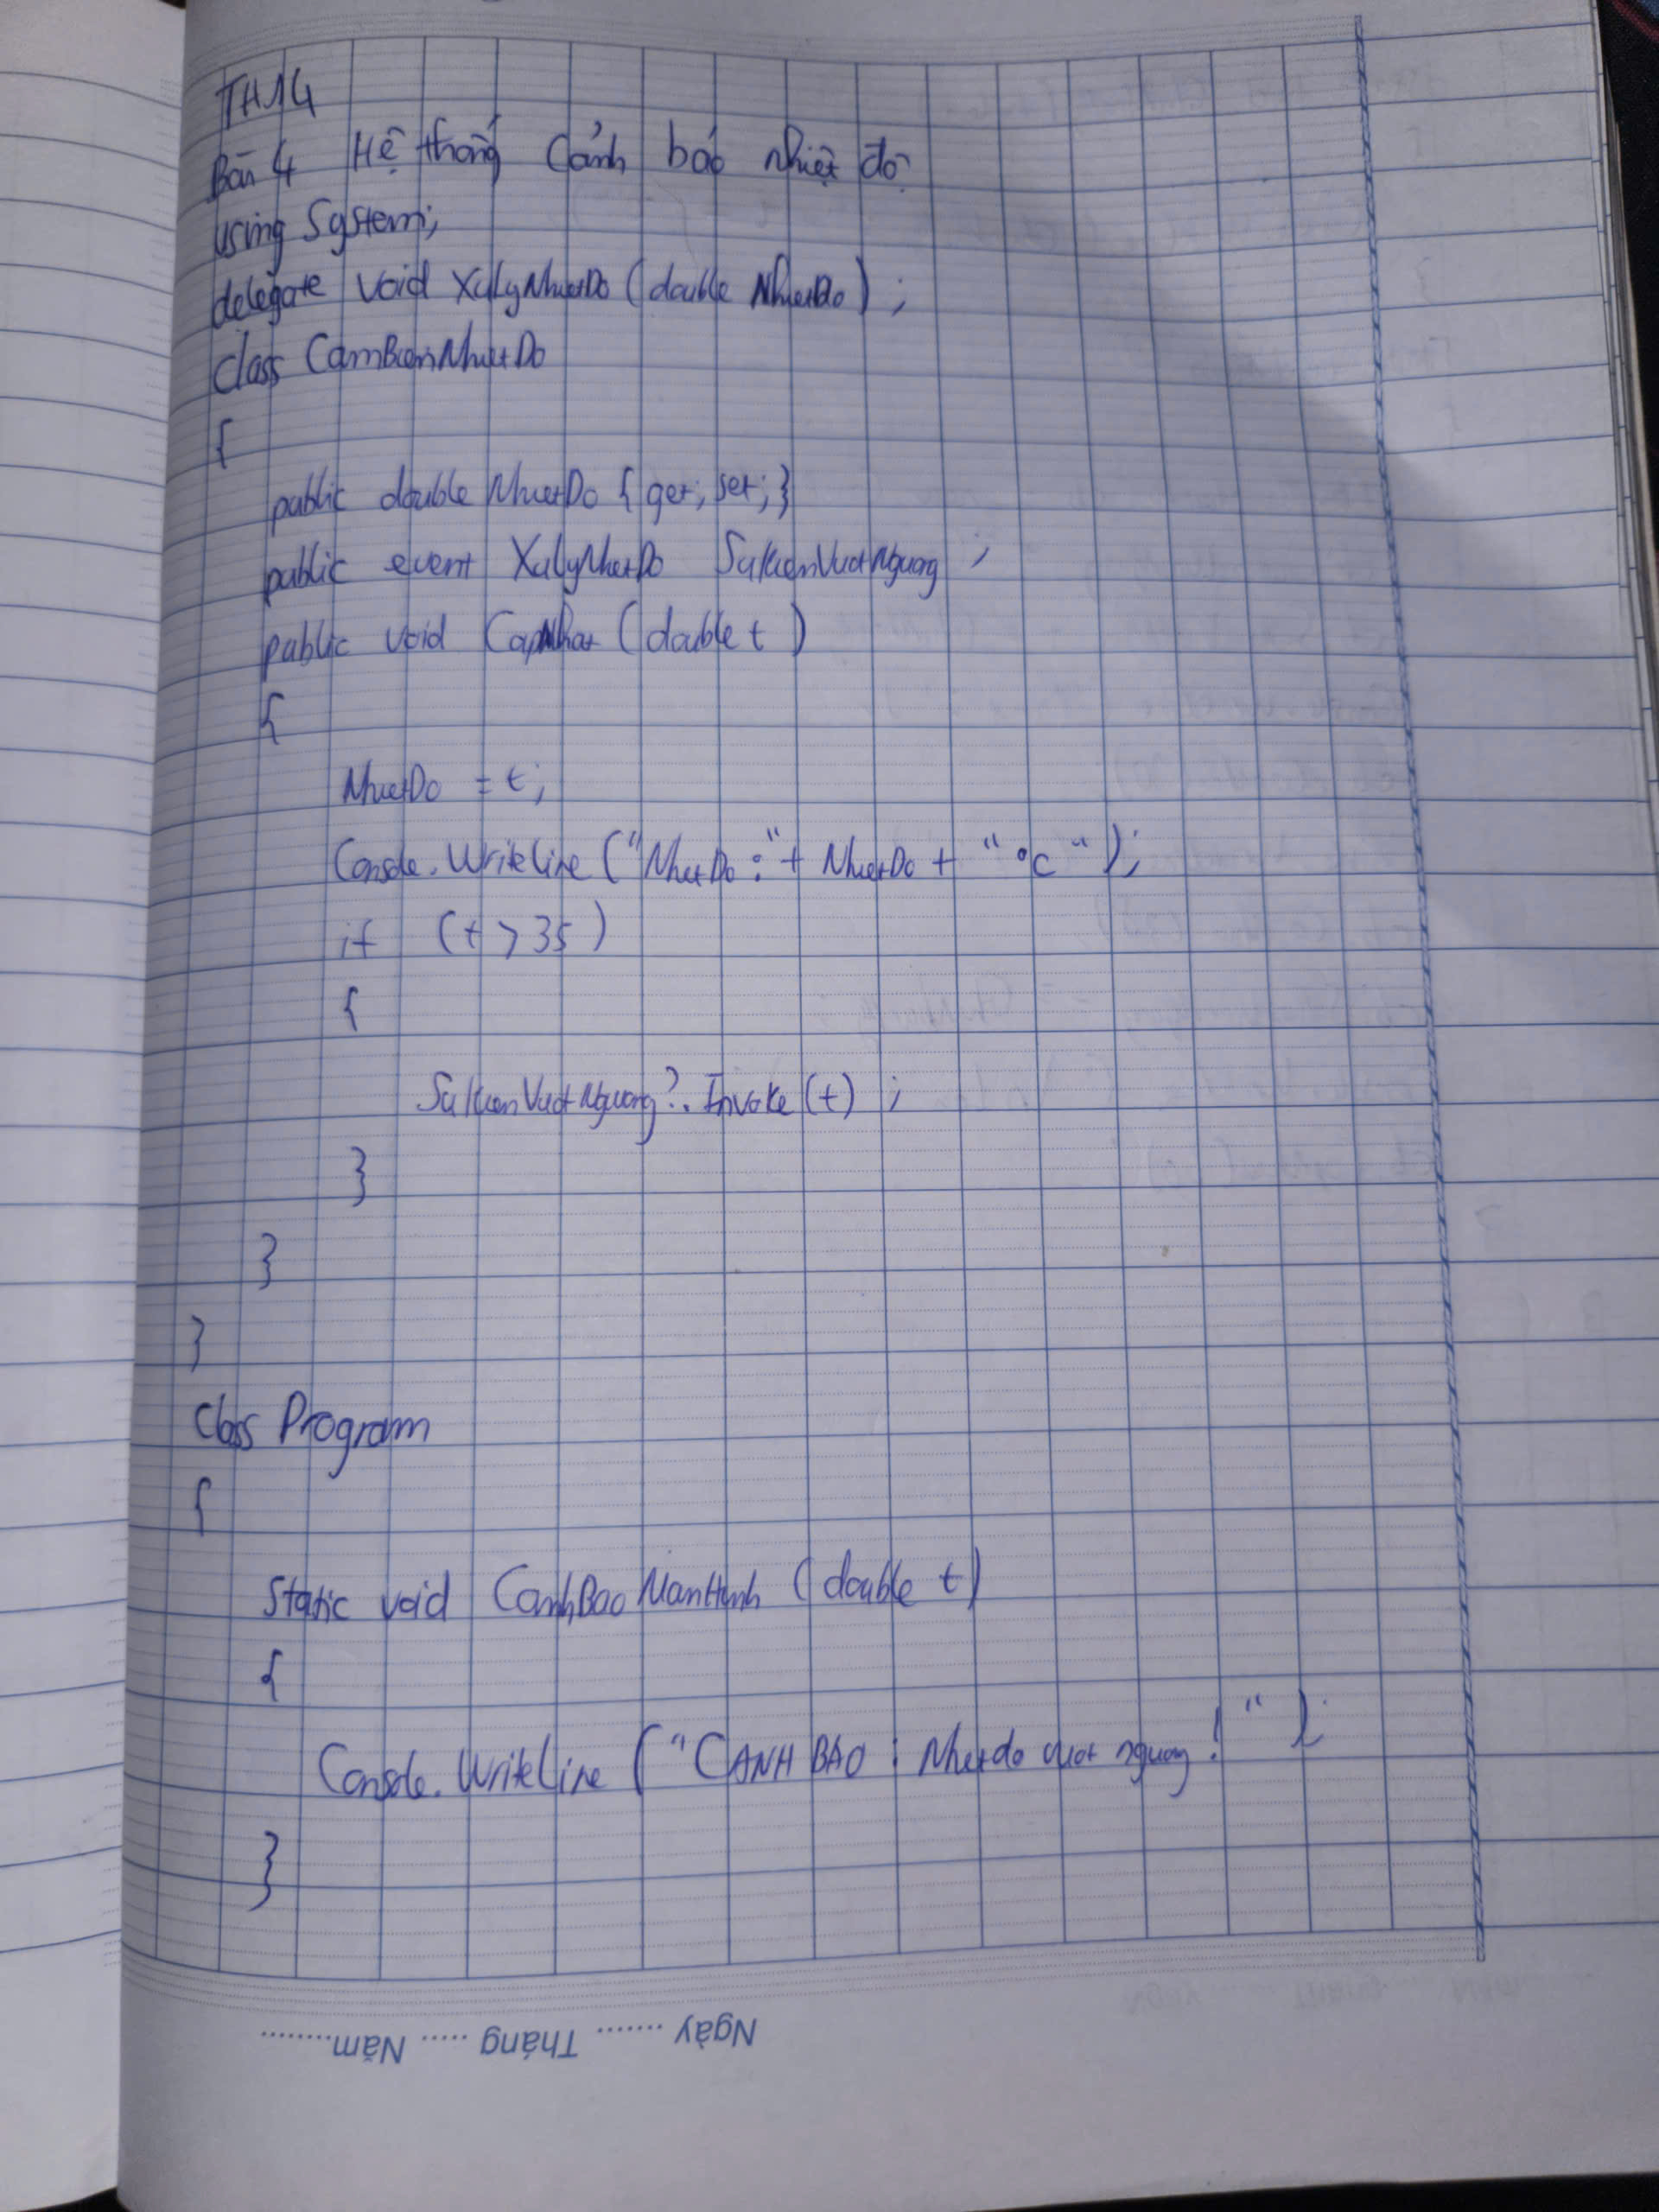 TH14
Bài 4 Hệ thống Cảnh báo nhiệt độ
using System;
delegate void XulyNhietDo (double NhietDo) ;
class CamBienNhietDo
{
public double NhietDo { get; set; }
public event XulyNhietDo SuKienVuotNguong ;
public void CapNhat (double t )
{
NhietDo = t;
Console.WriteLine ("NhietDo : "+ NhietDo + " °C " );
if (t > 35 )
{
SuKienVuotNguong?. Invoke (t) ;
}
}
}
class Program
{
Static void CanhBaoManHinh (double t)
{
Console.WriteLine ( "CANH BAO : Nhietdo vuot nguong ! " );
}
Ngày ....... Tháng ..... Năm.........